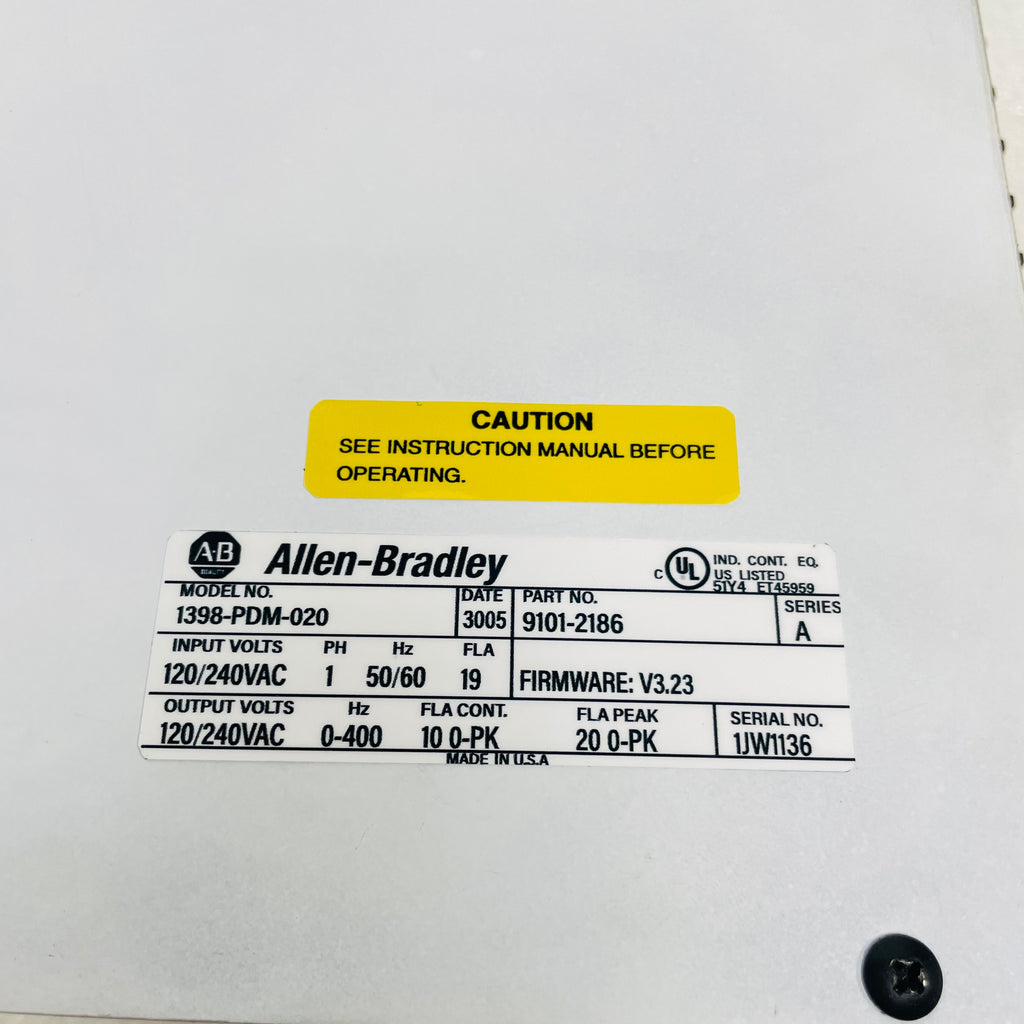 CAUTION
SEE INSTRUCTION MANUAL BEFORE
OPERATING.
A-B Allen-Bradley
C UL US LISTED IND. CONT. EQ.
51Y4 ET45959
MODEL NO. DATE PART NO. SERIES
1398-PDM-020 3005 9101-2186 A
INPUT VOLTS PH Hz FLA
120/240VAC 1 50/60 19 FIRMWARE: V3.23
OUTPUT VOLTS Hz FLA CONT. FLA PEAK SERIAL NO.
120/240VAC 0-400 10 0-PK 20 0-PK 1JW1136
MADE IN U.S.A